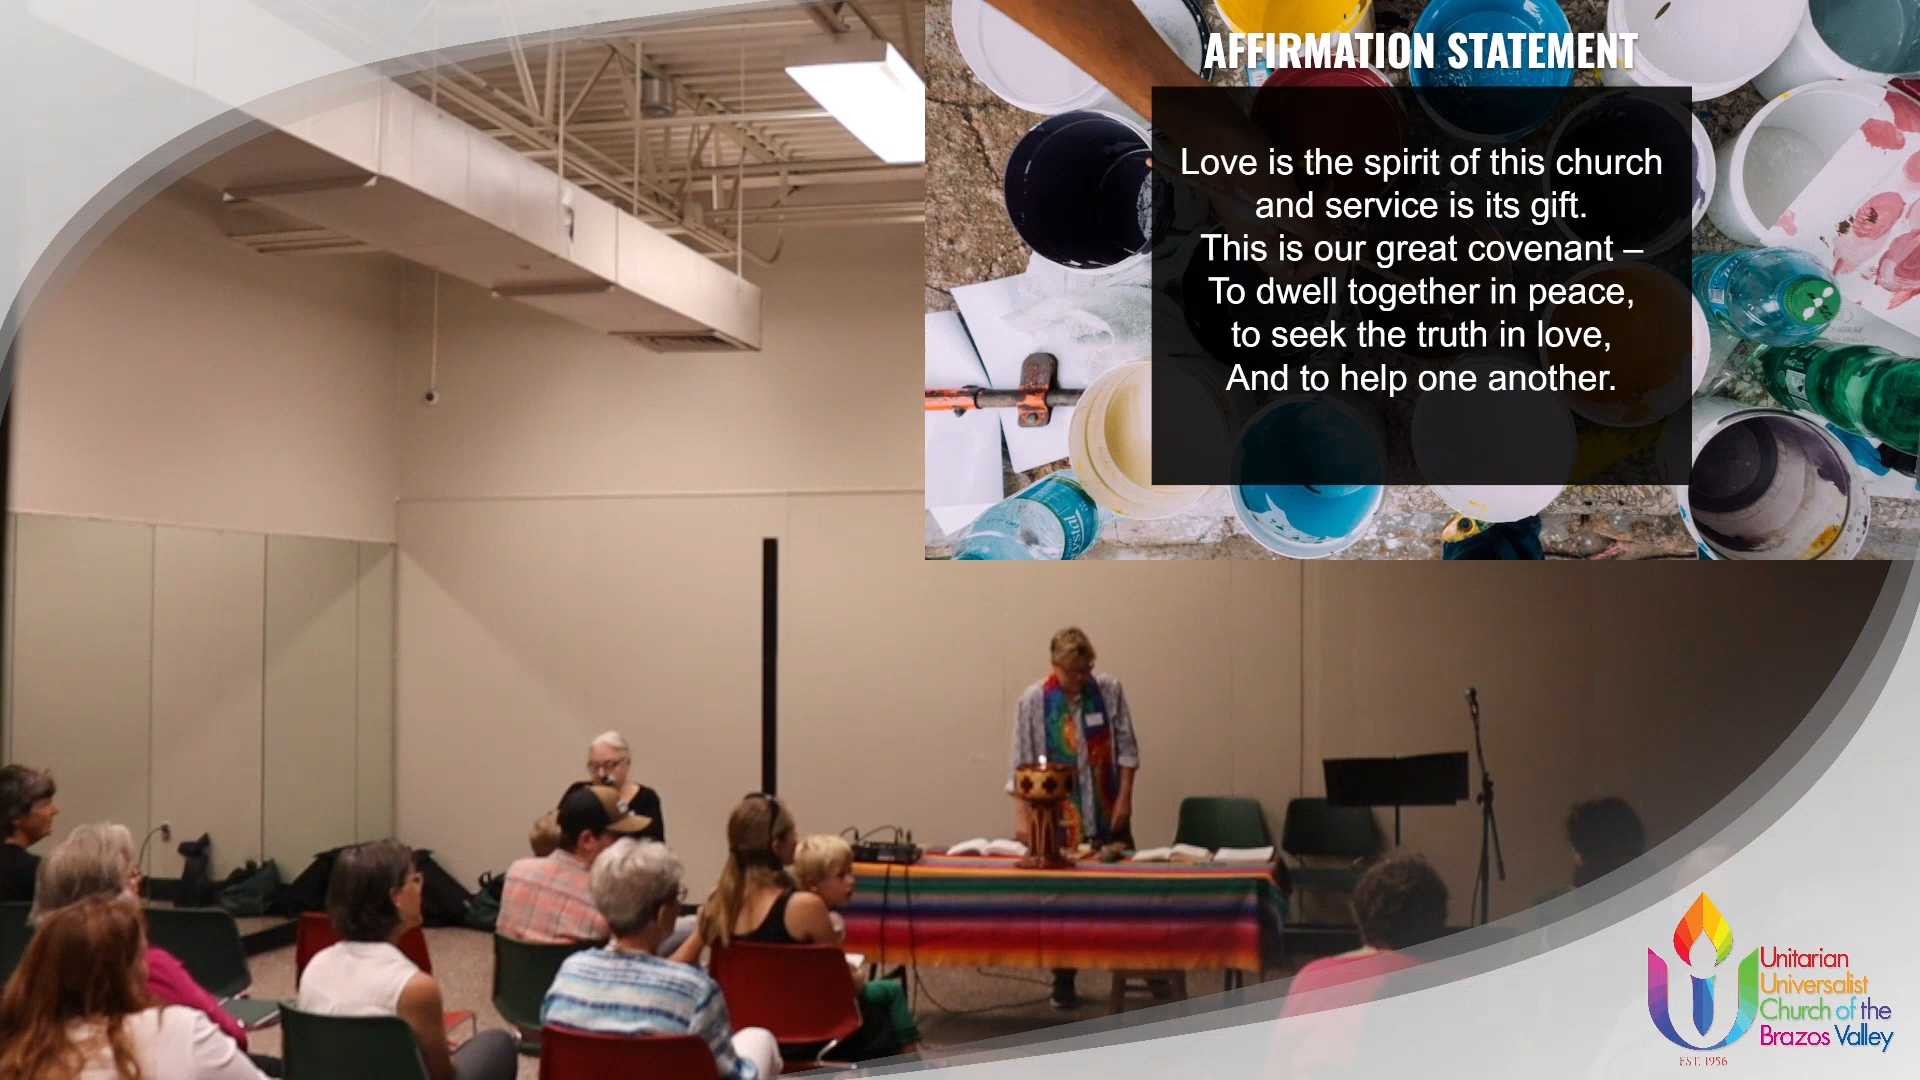 AFFIRMATION STATEMENT
Love is the spirit of this church
and service is its gift.
This is our great covenant –
To dwell together in peace,
to seek the truth in love,
And to help one another.
Unitarian
Universalist
Church of the
Brazos Valley
EST. 1956